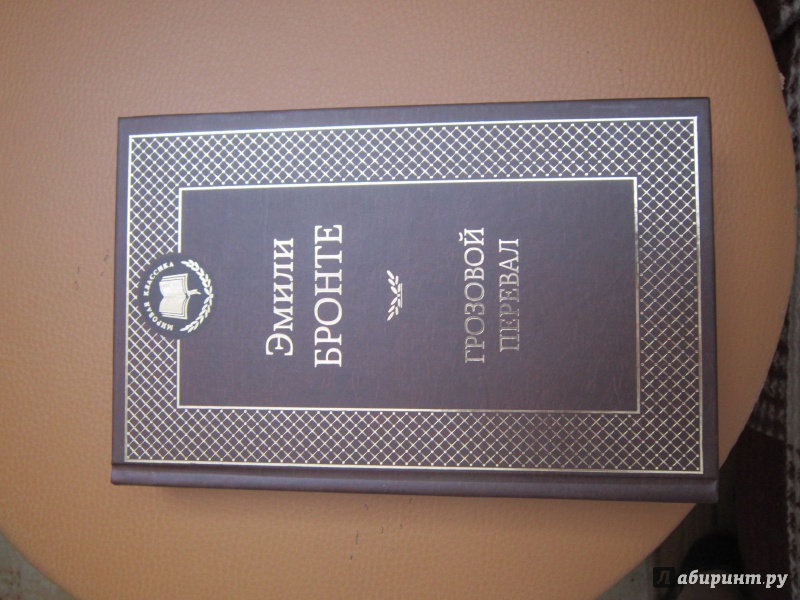 МИРОВАЯ КЛАССИКА
Эмили
БРОНТЕ
ГРОЗОВОЙ
ПЕРЕВАЛ
Лабиринт.ру